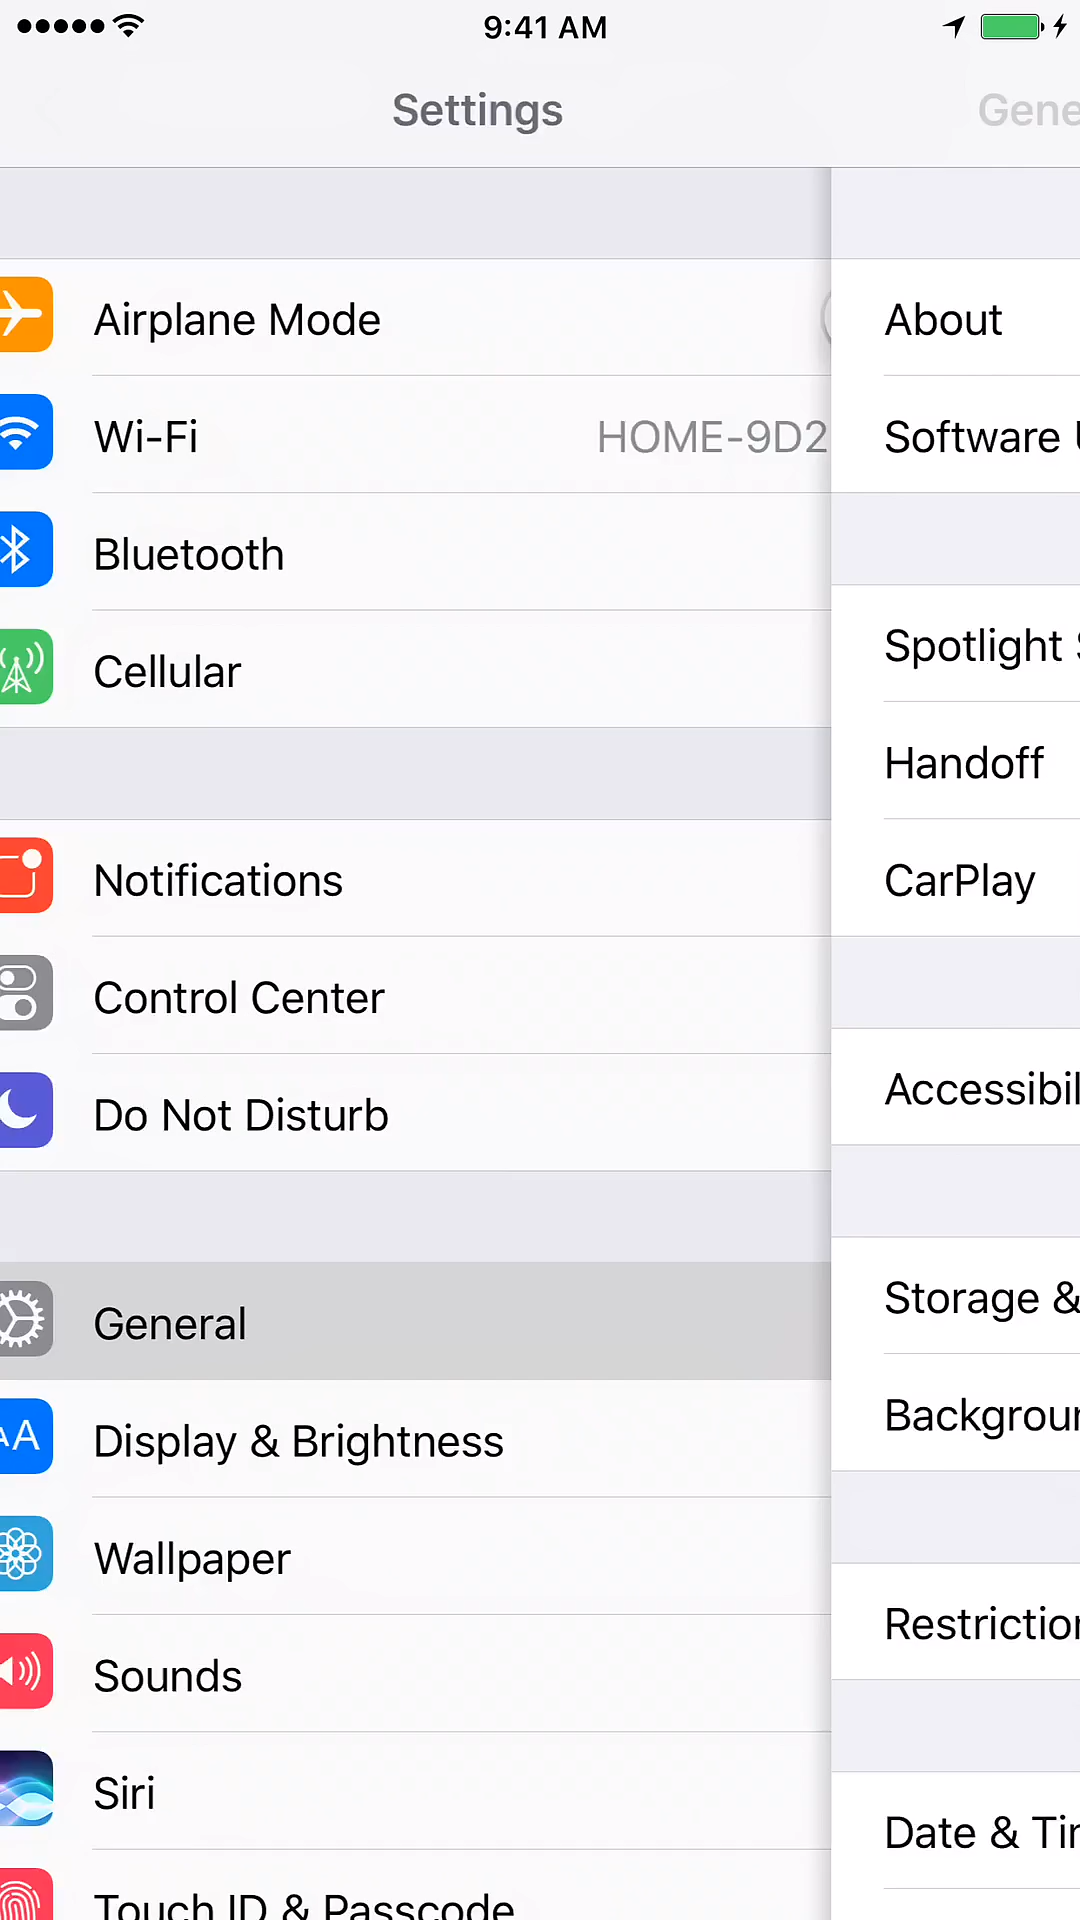 9:41 AM
Settings
Gene
Airplane Mode
Wi-Fi HOME-9D2
Bluetooth
Cellular
Notifications
Control Center
Do Not Disturb
General
AA Display & Brightness
Wallpaper
Sounds
Siri
Touch ID & Passcode
About
Software
Spotlight
Handoff
CarPlay
Accessibil
Storage &
Backgroun
Restriction
Date & Tim